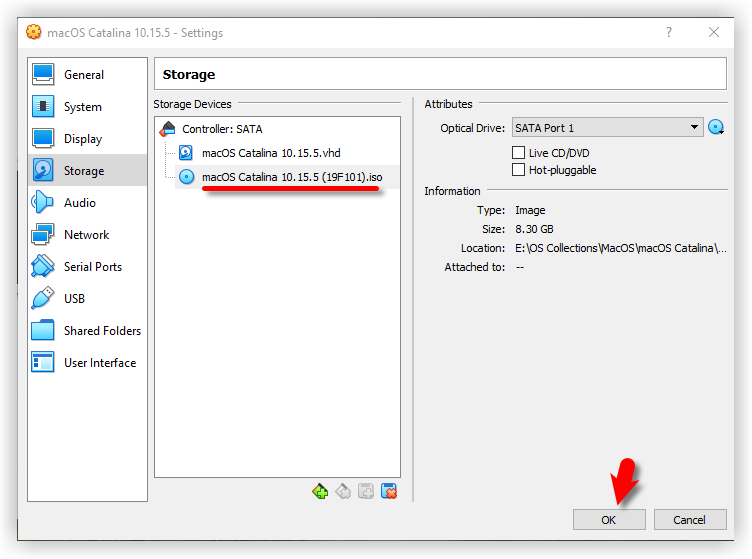 macOS Catalina 10.15.5 - Settings
?
General
System
Display
Storage
Audio
Network
Serial Ports
USB
Shared Folders
User Interface
Storage
Storage Devices
Controller: SATA
macOS Catalina 10.15.5.vhd
macOS Catalina 10.15.5 (19F101).iso
Attributes
Optical Drive: SATA Port 1
Live CD/DVD
Hot-pluggable
Information
Type: Image
Size: 8.30 GB
Location: E:\OS Collections\MacOS\macOS Catalina\...
Attached to: --
OK
Cancel